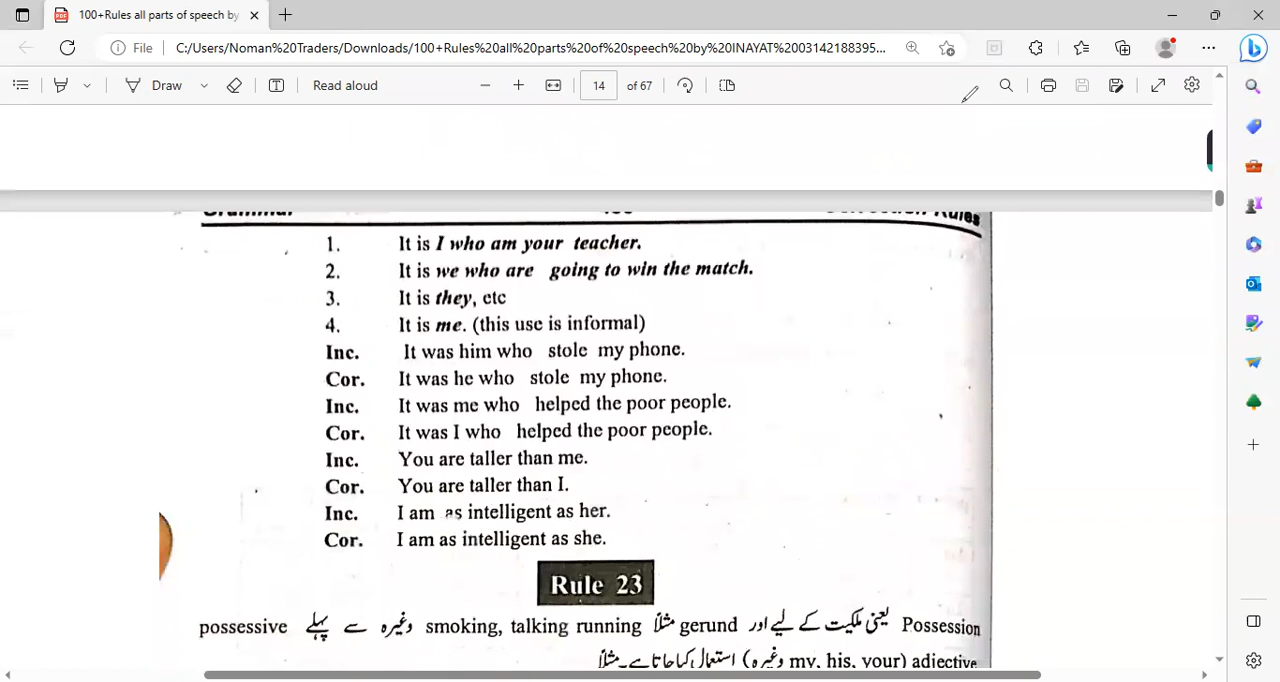 100+Rules all parts of speech by
File C:/Users/Noman%20Traders/Downloads/100+Rules%20all%20parts%20of%20speech%20by%20INAYAT%2003142188395...
Draw Read aloud 14 of 67
Grammar Rules
1. It is I who am your teacher.
2. It is we who are going to win the match.
3. It is they, etc
4. It is me. (this use is informal)
Inc. It was him who stole my phone.
Cor. It was he who stole my phone.
Inc. It was me who helped the poor people.
Cor. It was I who helped the poor people.
Inc. You are taller than me.
Cor. You are taller than I.
Inc. I am as intelligent as her.
Cor. I am as intelligent as she.
Rule 23
Possession یعنی ملکیت کے لیے اور gerund مثلاً smoking, talking running وغیرہ سے پہلے possessive
adjective (my, his, your وغیرہ) استعمال کیا جاتا ہے۔ مثلاً